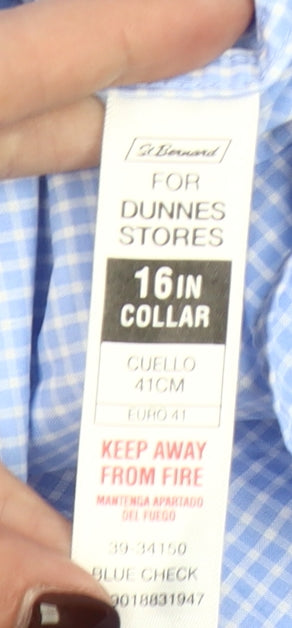 St Bernard
FOR
DUNNES
STORES
16IN
COLLAR
CUELLO
41CM
EURO 41
KEEP AWAY
FROM FIRE
MANTENGA APARTADO
DEL FUEGO
39-34150
BLUE CHECK
9018831947